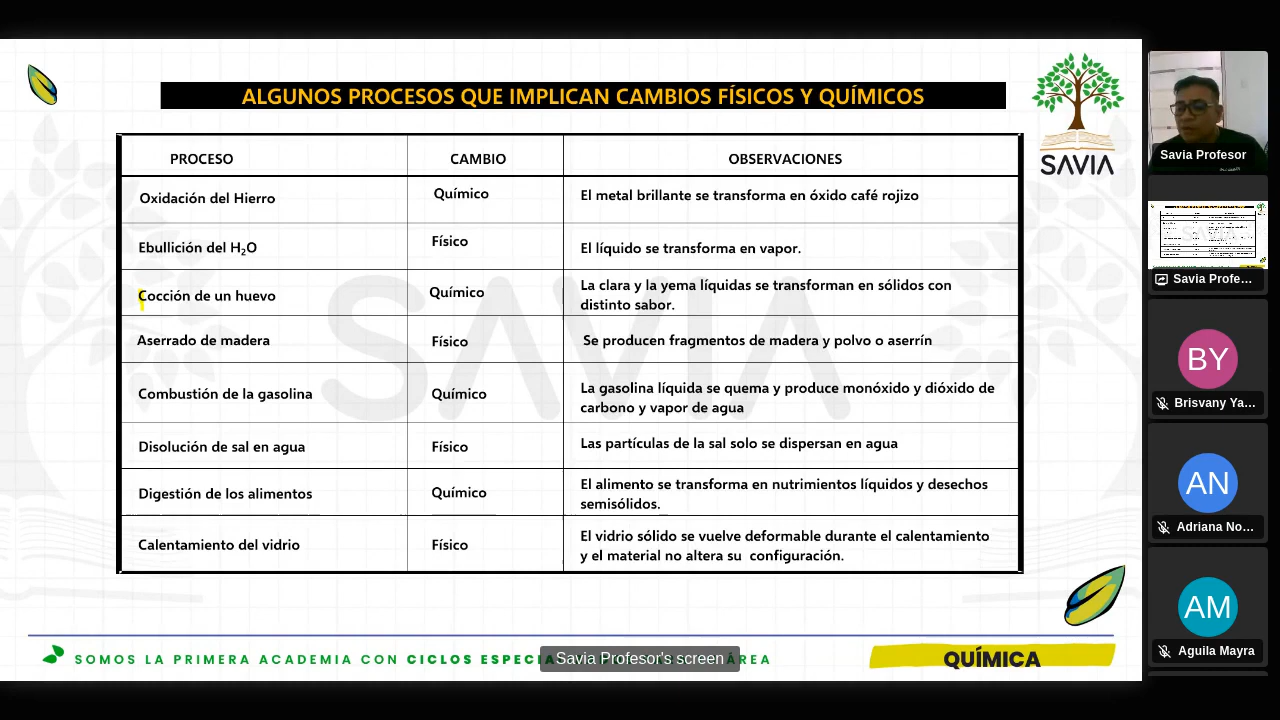 ALGUNOS PROCESOS QUE IMPLICAN CAMBIOS FÍSICOS Y QUÍMICOS
SAVIA
PROCESO CAMBIO OBSERVACIONES
Oxidación del Hierro Químico El metal brillante se transforma en óxido café rojizo
Ebullición del H₂O Físico El líquido se transforma en vapor.
Cocción de un huevo Químico La clara y la yema líquidas se transforman en sólidos con
distinto sabor.
Aserrado de madera Físico Se producen fragmentos de madera y polvo o aserrín
Combustión de la gasolina Químico La gasolina líquida se quema y produce monóxido y dióxido de
carbono y vapor de agua
Disolución de sal en agua Físico Las partículas de la sal solo se dispersan en agua
Digestión de los alimentos Químico El alimento se transforma en nutrimientos líquidos y desechos
semisólidos.
Calentamiento del vidrio Físico El vidrio sólido se vuelve deformable durante el calentamiento
y el material no altera su configuración.
SAVIA
SOMOS LA PRIMERA ACADEMIA CON CICLOS ESPECI
Savia Profesor's screen
REA
QUÍMICA
Savia Profesor
Savia Profe...
BY
Brisvany Ya...
AN
Adriana No...
AM
Aguila Mayra